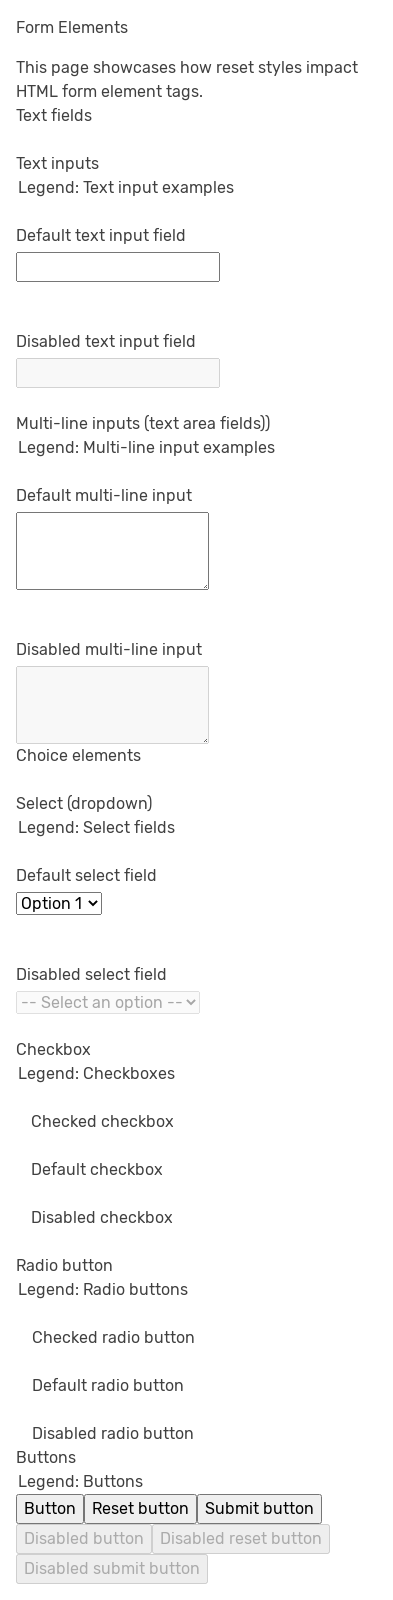 Form Elements
This page showcases how reset styles impact
HTML form element tags.
Text fields
Text inputs
Legend: Text input examples
Default text input field
Disabled text input field
Multi-line inputs (text area fields))
Legend: Multi-line input examples
Default multi-line input
Disabled multi-line input
Choice elements
Select (dropdown)
Legend: Select fields
Default select field
Option 1
Disabled select field
-- Select an option --
Checkbox
Legend: Checkboxes
Checked checkbox
Default checkbox
Disabled checkbox
Radio button
Legend: Radio buttons
Checked radio button
Default radio button
Disabled radio button
Buttons
Legend: Buttons
Button Reset button Submit button
Disabled button Disabled reset button
Disabled submit button